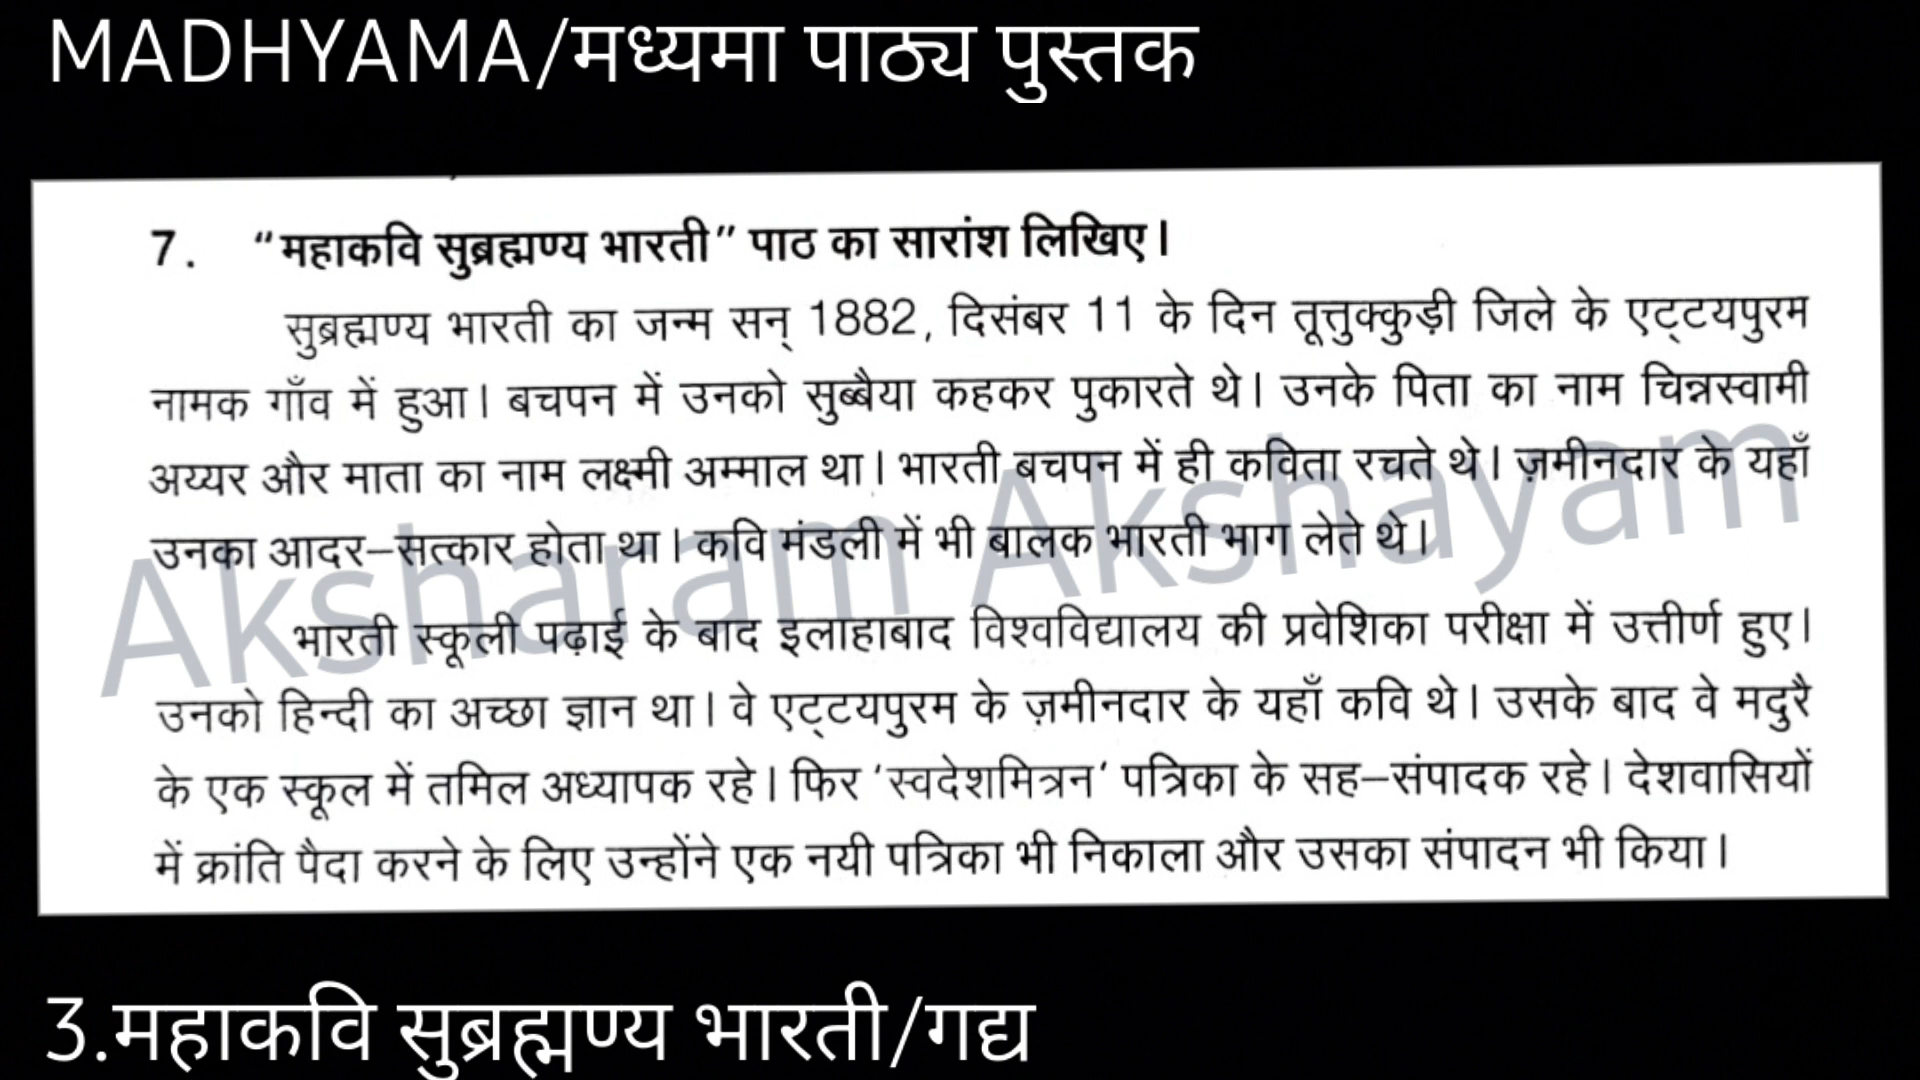 MADHYAMA/मध्यमा पाठ्य पुस्तक
7. “महाकवि सुब्रह्मण्य भारती” पाठ का सारांश लिखिए।
सुब्रह्मण्य भारती का जन्म सन् 1882, दिसंबर 11 के दिन तूत्तुक्कुड़ी जिले के एट्टयपुरम
नामक गाँव में हुआ। बचपन में उनको सुब्बैया कहकर पुकारते थे। उनके पिता का नाम चिन्नस्वामी
अय्यर और माता का नाम लक्ष्मी अम्माल था। भारती बचपन में ही कविता रचते थे। ज़मीनदार के यहाँ
उनका आदर–सत्कार होता था। कवि मंडली में भी बालक भारती भाग लेते थे।
Aksharam Akshayam
भारती स्कूली पढ़ाई के बाद इलाहाबाद विश्वविद्यालय की प्रवेशिका परीक्षा में उत्तीर्ण हुए।
उनको हिन्दी का अच्छा ज्ञान था। वे एट्टयपुरम के ज़मीनदार के यहाँ कवि थे। उसके बाद वे मदुरै
के एक स्कूल में तमिल अध्यापक रहे। फिर ‘स्वदेशमित्रन‘ पत्रिका के सह–संपादक रहे। देशवासियों
में क्रांति पैदा करने के लिए उन्होंने एक नयी पत्रिका भी निकाला और उसका संपादन भी किया।
3.महाकवि सुब्रह्मण्य भारती/गद्य